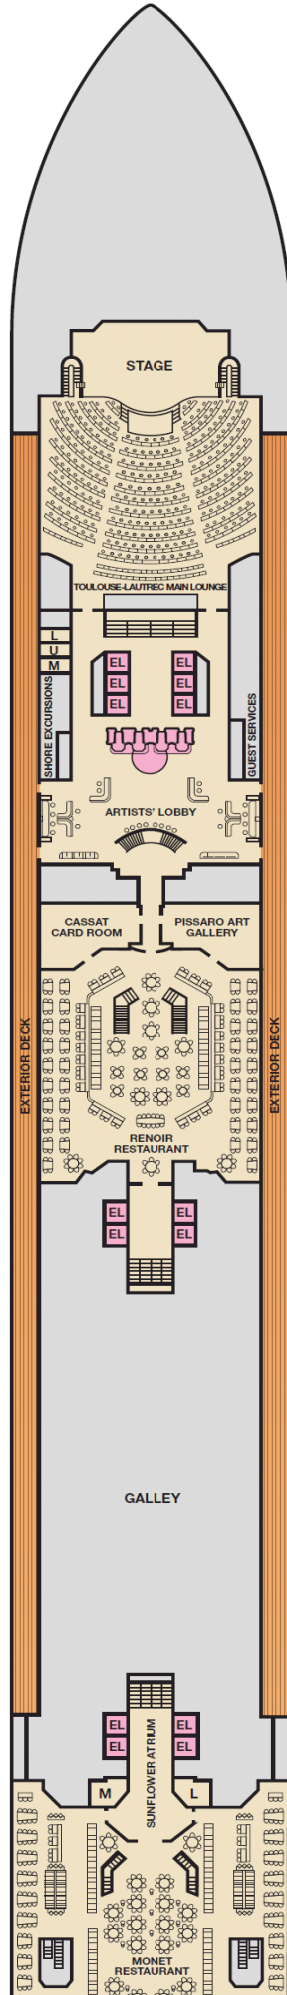 STAGE
TOULOUSE-LAUTREC MAIN LOUNGE
L
U
M
EL EL
EL EL
EL EL
SHORE EXCURSIONS
GUEST SERVICES
ARTISTS' LOBBY
CASSAT
CARD ROOM
PISSARO ART
GALLERY
EXTERIOR DECK
EXTERIOR DECK
RENOIR
RESTAURANT
EL EL
EL EL
GALLEY
EL EL
EL EL
SUNFLOWER ATRIUM
M L
MONET
RESTAURANT